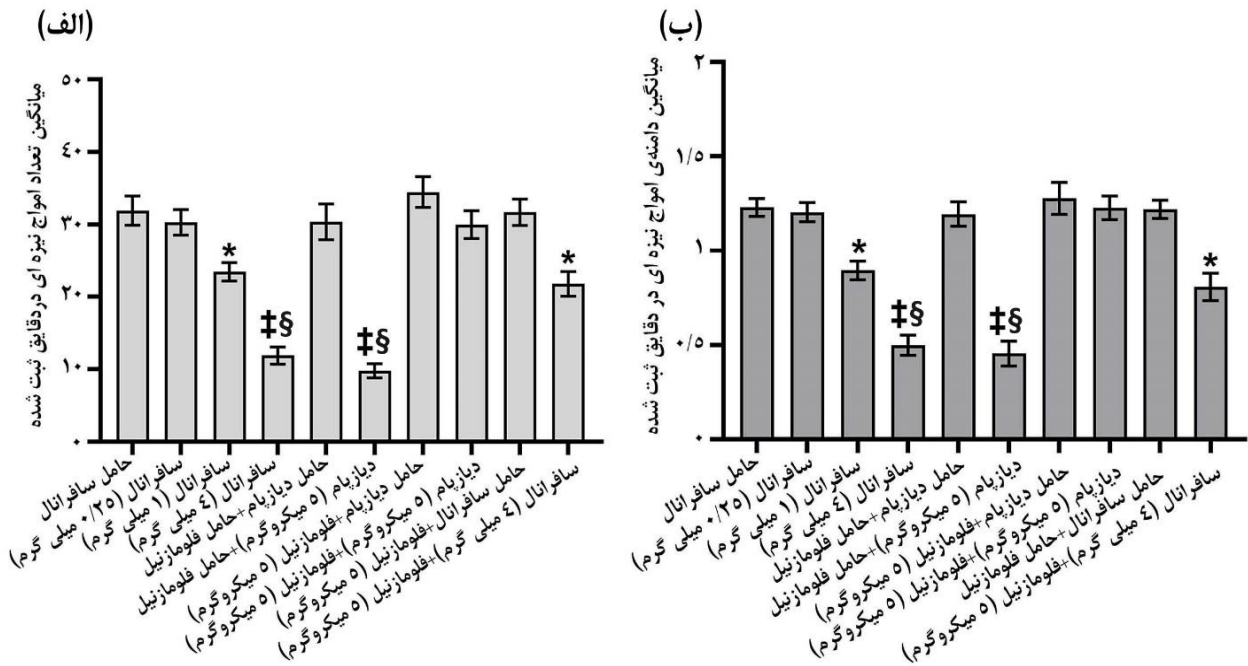 (الف)
میانگین تعداد امواج نیزه ای دردقایق ثبت شده
۵۰
۴۰
۳۰
۲۰
۱۰
۰
*
‡§
‡§
*
حامل سافرانال
سافرانال (۰/۲۵ میلی گرم)
سافرانال (۱ میلی گرم)
سافرانال (۴ میلی گرم)
حامل دیازپام+حامل فلومازنیل
دیازپام (۵ میکروگرم)+حامل فلومازنیل
حامل دیازپام+فلومازنیل (۵ میکروگرم)
دیازپام (۵ میکروگرم)+فلومازنیل (۵ میکروگرم)
حامل سافرانال+فلومازنیل (۵ میکروگرم)
سافرانال (۴ میلی گرم)+فلومازنیل (۵ میکروگرم)
(ب)
میانگین دامنه‌ی امواج نیزه ای در دقایق ثبت شده
۲
۱/۵
۱
۰/۵
۰
*
‡§
‡§
*
حامل سافرانال
سافرانال (۰/۲۵ میلی گرم)
سافرانال (۱ میلی گرم)
سافرانال (۴ میلی گرم)
حامل دیازپام+حامل فلومازنیل
دیازپام (۵ میکروگرم)+حامل فلومازنیل
حامل دیازپام+فلومازنیل (۵ میکروگرم)
دیازپام (۵ میکروگرم)+فلومازنیل (۵ میکروگرم)
حامل سافرانال+حامل فلومازنیل
سافرانال (۴ میلی گرم)+فلومازنیل (۵ میکروگرم)